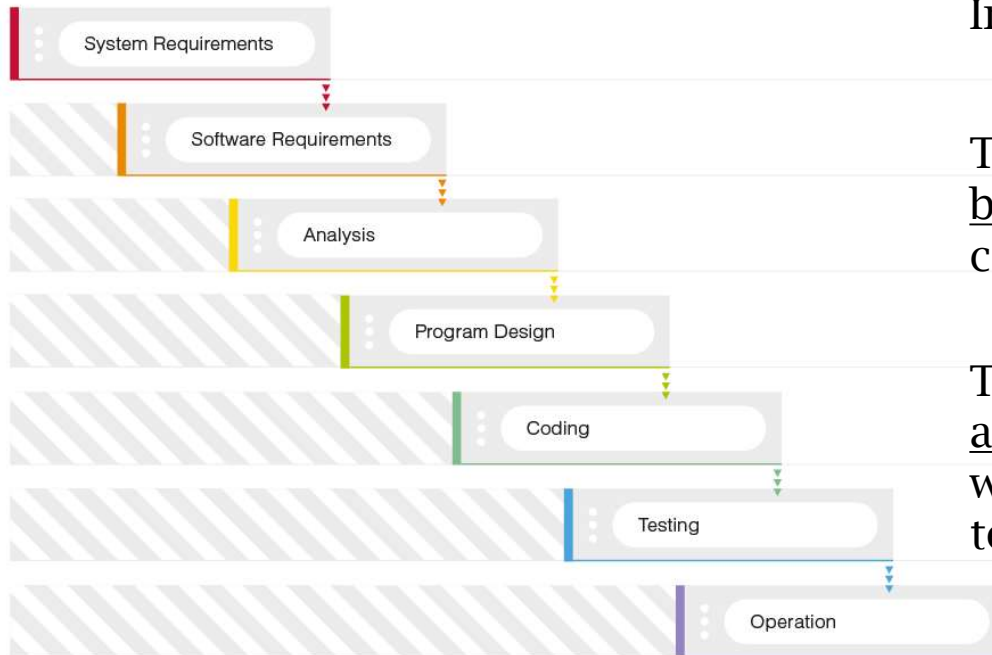 System Requirements
Software Requirements
Analysis
Program Design
Coding
Testing
Operation